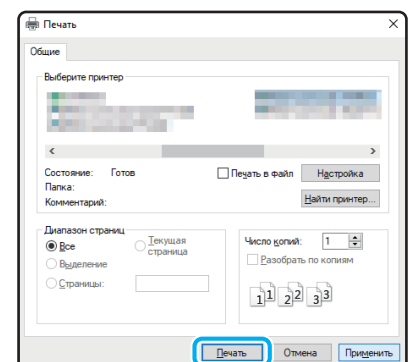 Печать
Общие
Выберите принтер
Состояние: Готов
Папка:
Комментарий:
Печать в файл
Настройка
Найти принтер...
Диапазон страниц
Все
Текущая страница
Выделение
Страницы:
Число копий: 1
Разобрать по копиям
1 1 2 2 3 3
Печать
Отмена
Применить